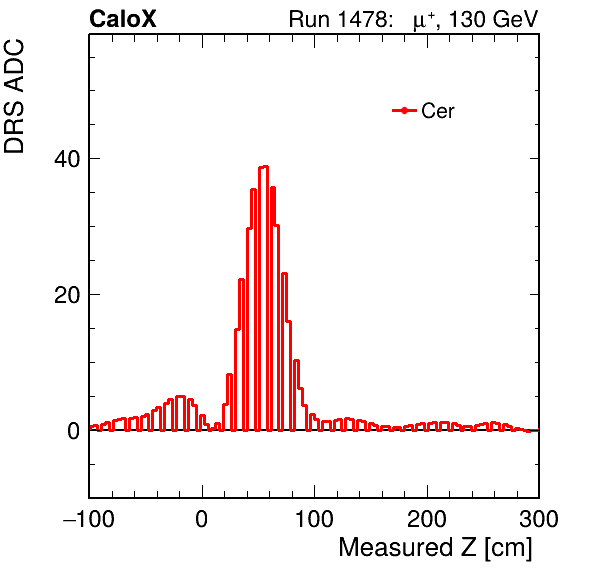 CaloX Run 1478: μ⁺, 130 GeV
DRS ADC
Cer
40
20
0
−100 0 100 200 300
Measured Z [cm]